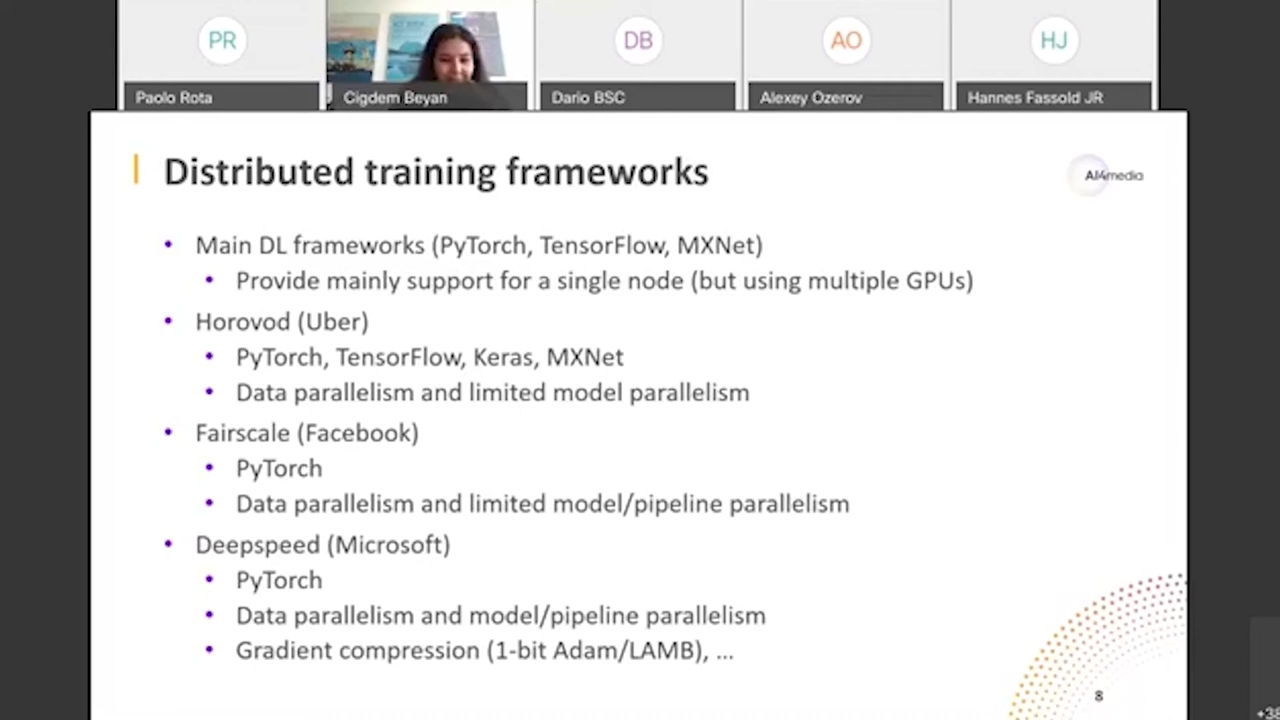 PR
DB
AO
HJ
Paolo Rota
Cigdem Beyan
Dario BSC
Alexey Ozerov
Hannes Fassold JR
Distributed training frameworks
AI4media
• Main DL frameworks (PyTorch, TensorFlow, MXNet)
• Provide mainly support for a single node (but using multiple GPUs)
• Horovod (Uber)
• PyTorch, TensorFlow, Keras, MXNet
• Data parallelism and limited model parallelism
• Fairscale (Facebook)
• PyTorch
• Data parallelism and limited model/pipeline parallelism
• Deepspeed (Microsoft)
• PyTorch
• Data parallelism and model/pipeline parallelism
• Gradient compression (1-bit Adam/LAMB), ...
8